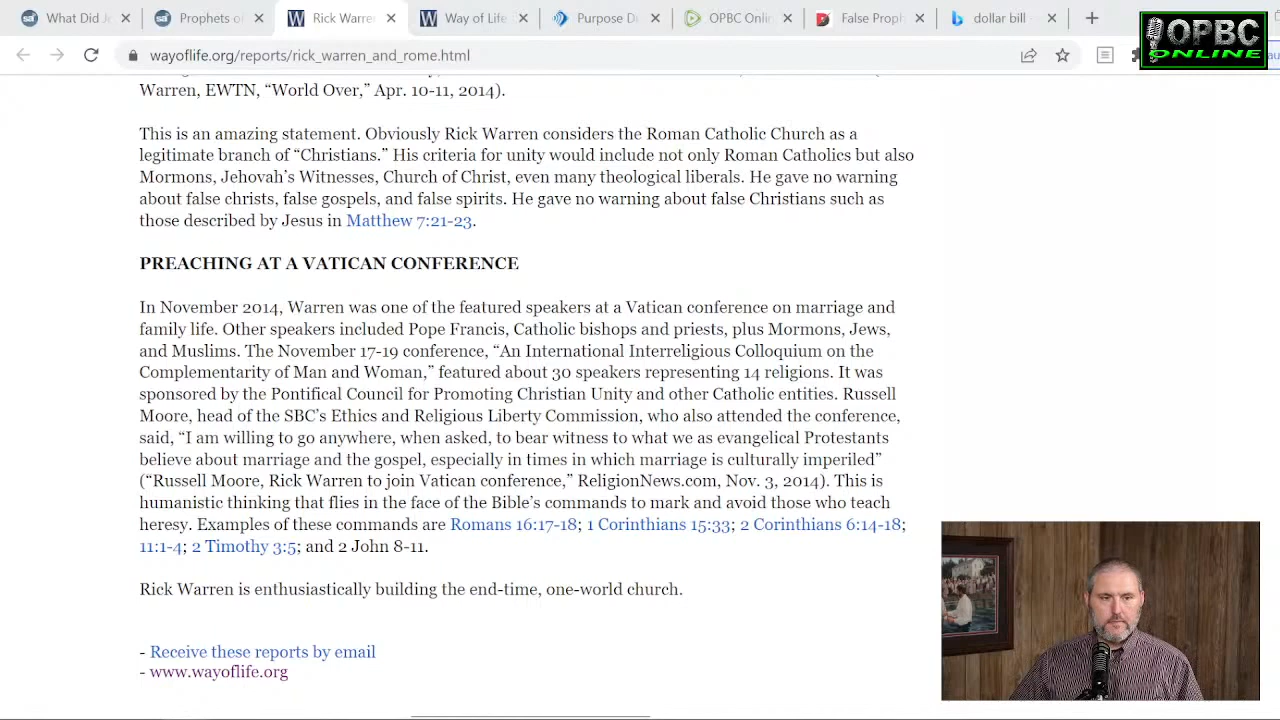 What Did J
Prophets o
Rick Warre
Way of Life
Purpose D
OPBC Onli
False Proph
dollar bill -
OPBC
ONLINE
wayoflife.org/reports/rick_warren_and_rome.html
Warren, EWTN, “World Over,” Apr. 10-11, 2014).
This is an amazing statement. Obviously Rick Warren considers the Roman Catholic Church as a
legitimate branch of “Christians.” His criteria for unity would include not only Roman Catholics but also
Mormons, Jehovah’s Witnesses, Church of Christ, even many theological liberals. He gave no warning
about false christs, false gospels, and false spirits. He gave no warning about false Christians such as
those described by Jesus in Matthew 7:21-23.
PREACHING AT A VATICAN CONFERENCE
In November 2014, Warren was one of the featured speakers at a Vatican conference on marriage and
family life. Other speakers included Pope Francis, Catholic bishops and priests, plus Mormons, Jews,
and Muslims. The November 17-19 conference, “An International Interreligious Colloquium on the
Complementarity of Man and Woman,” featured about 30 speakers representing 14 religions. It was
sponsored by the Pontifical Council for Promoting Christian Unity and other Catholic entities. Russell
Moore, head of the SBC’s Ethics and Religious Liberty Commission, who also attended the conference,
said, “I am willing to go anywhere, when asked, to bear witness to what we as evangelical Protestants
believe about marriage and the gospel, especially in times in which marriage is culturally imperiled”
(“Russell Moore, Rick Warren to join Vatican conference,” ReligionNews.com, Nov. 3, 2014). This is
humanistic thinking that flies in the face of the Bible’s commands to mark and avoid those who teach
heresy. Examples of these commands are Romans 16:17-18; 1 Corinthians 15:33; 2 Corinthians 6:14-18;
11:1-4; 2 Timothy 3:5; and 2 John 8-11.
Rick Warren is enthusiastically building the end-time, one-world church.
- Receive these reports by email
- www.wayoflife.org